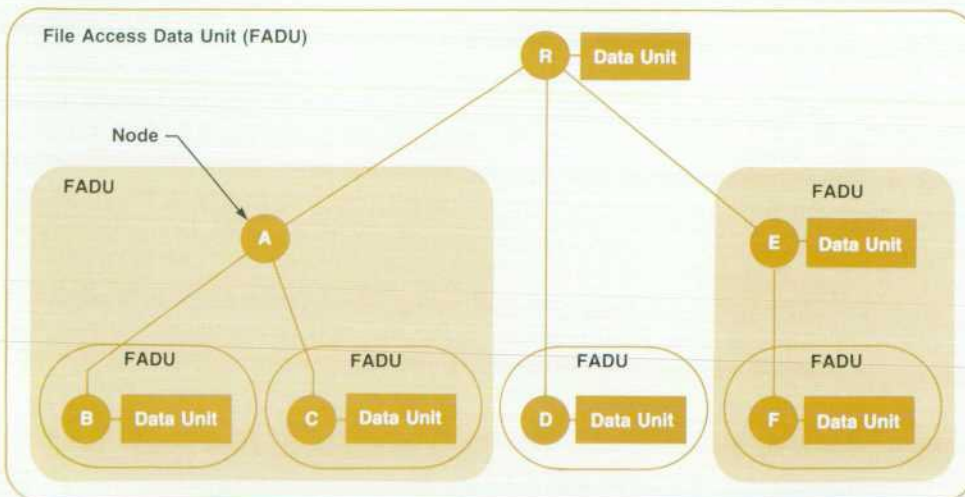 File Access Data Unit (FADU)
R
Data Unit
Node
FADU
FADU
A
E
Data Unit
FADU
FADU
FADU
FADU
B
Data Unit
C
Data Unit
D
Data Unit
F
Data Unit